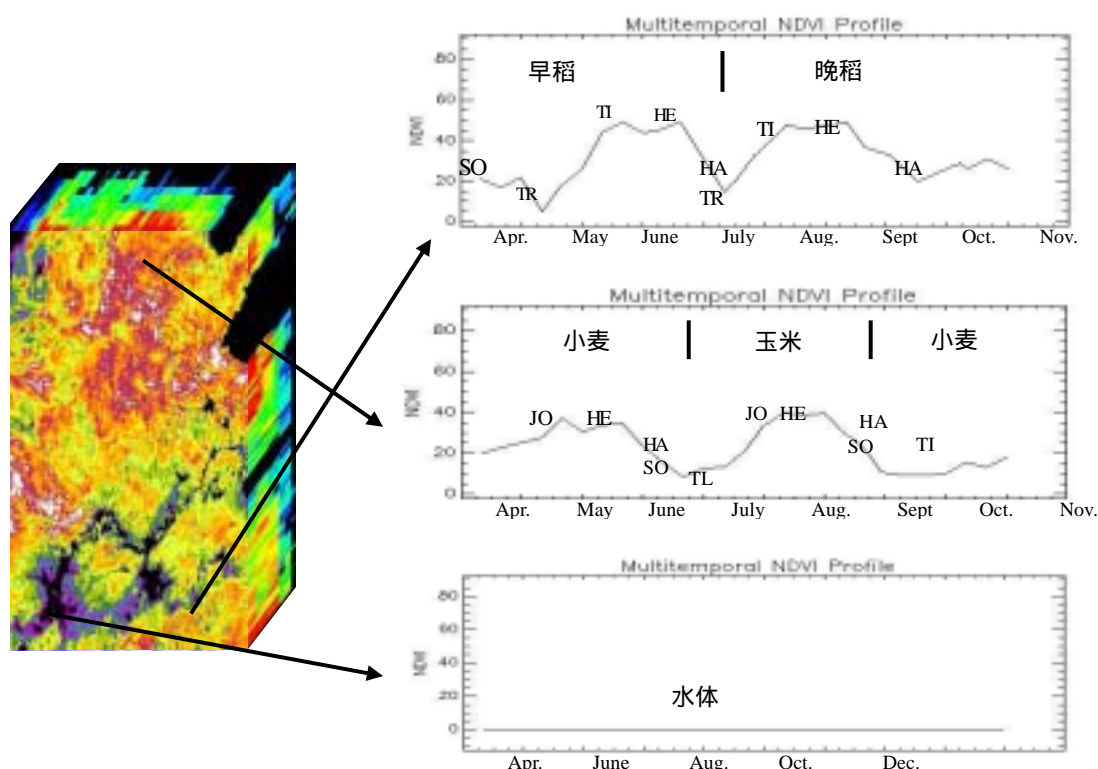 Multitemporal NDVI Profile
早稻
晚稻
80
60
40
20
0
NDVI
SO
TR
TI
HE
HA
TR
TI
HE
HA
Apr. May June July Aug. Sept Oct. Nov.
Multitemporal NDVI Profile
小麦
玉米
小麦
80
60
40
20
0
NDVI
JO
HE
HA
SO
TL
JO
HE
HA
SO
TI
Apr. May June July Aug. Sept Oct. Nov.
Multitemporal NDVI Profile
80
60
40
20
0
NDVI
水体
Apr. June Aug. Oct. Dec.